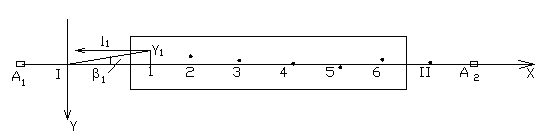 l₁ Y₁
A₁ I β₁ 1 2 3 4 5 6 II A₂ X
Y